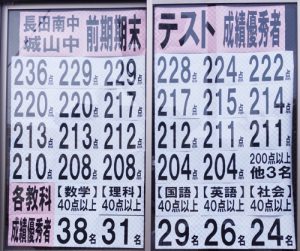 長田南中
城山中
前期期末
テスト
成績優秀者
236点 229点 229点 228点 224点 222点
220点 220点 217点 217点 215点 214点
213点 213点 212点 212点 212点 211点
210点 208点 208点 204点 204点 200点以上
他3名
各教科
成績優秀者
【数学】
40点以上
38名
【理科】
40点以上
31名
【国語】
40点以上
29名
【英語】
40点以上
26名
【社会】
40点以上
24名